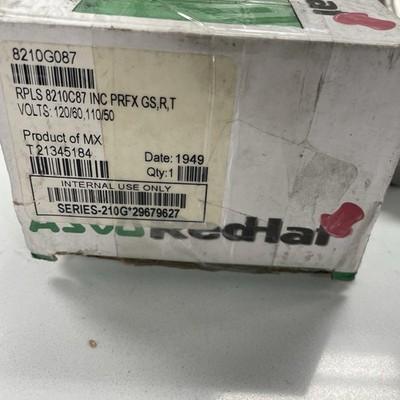 8210G087
RPLS 8210C87 INC PRFX GS,R,T
VOLTS: 120/60,110/50
Product of MX
T 21345184
Date: 1949
Qty:1
INTERNAL USE ONLY
SERIES-210G*29679627
ASCO RedHat